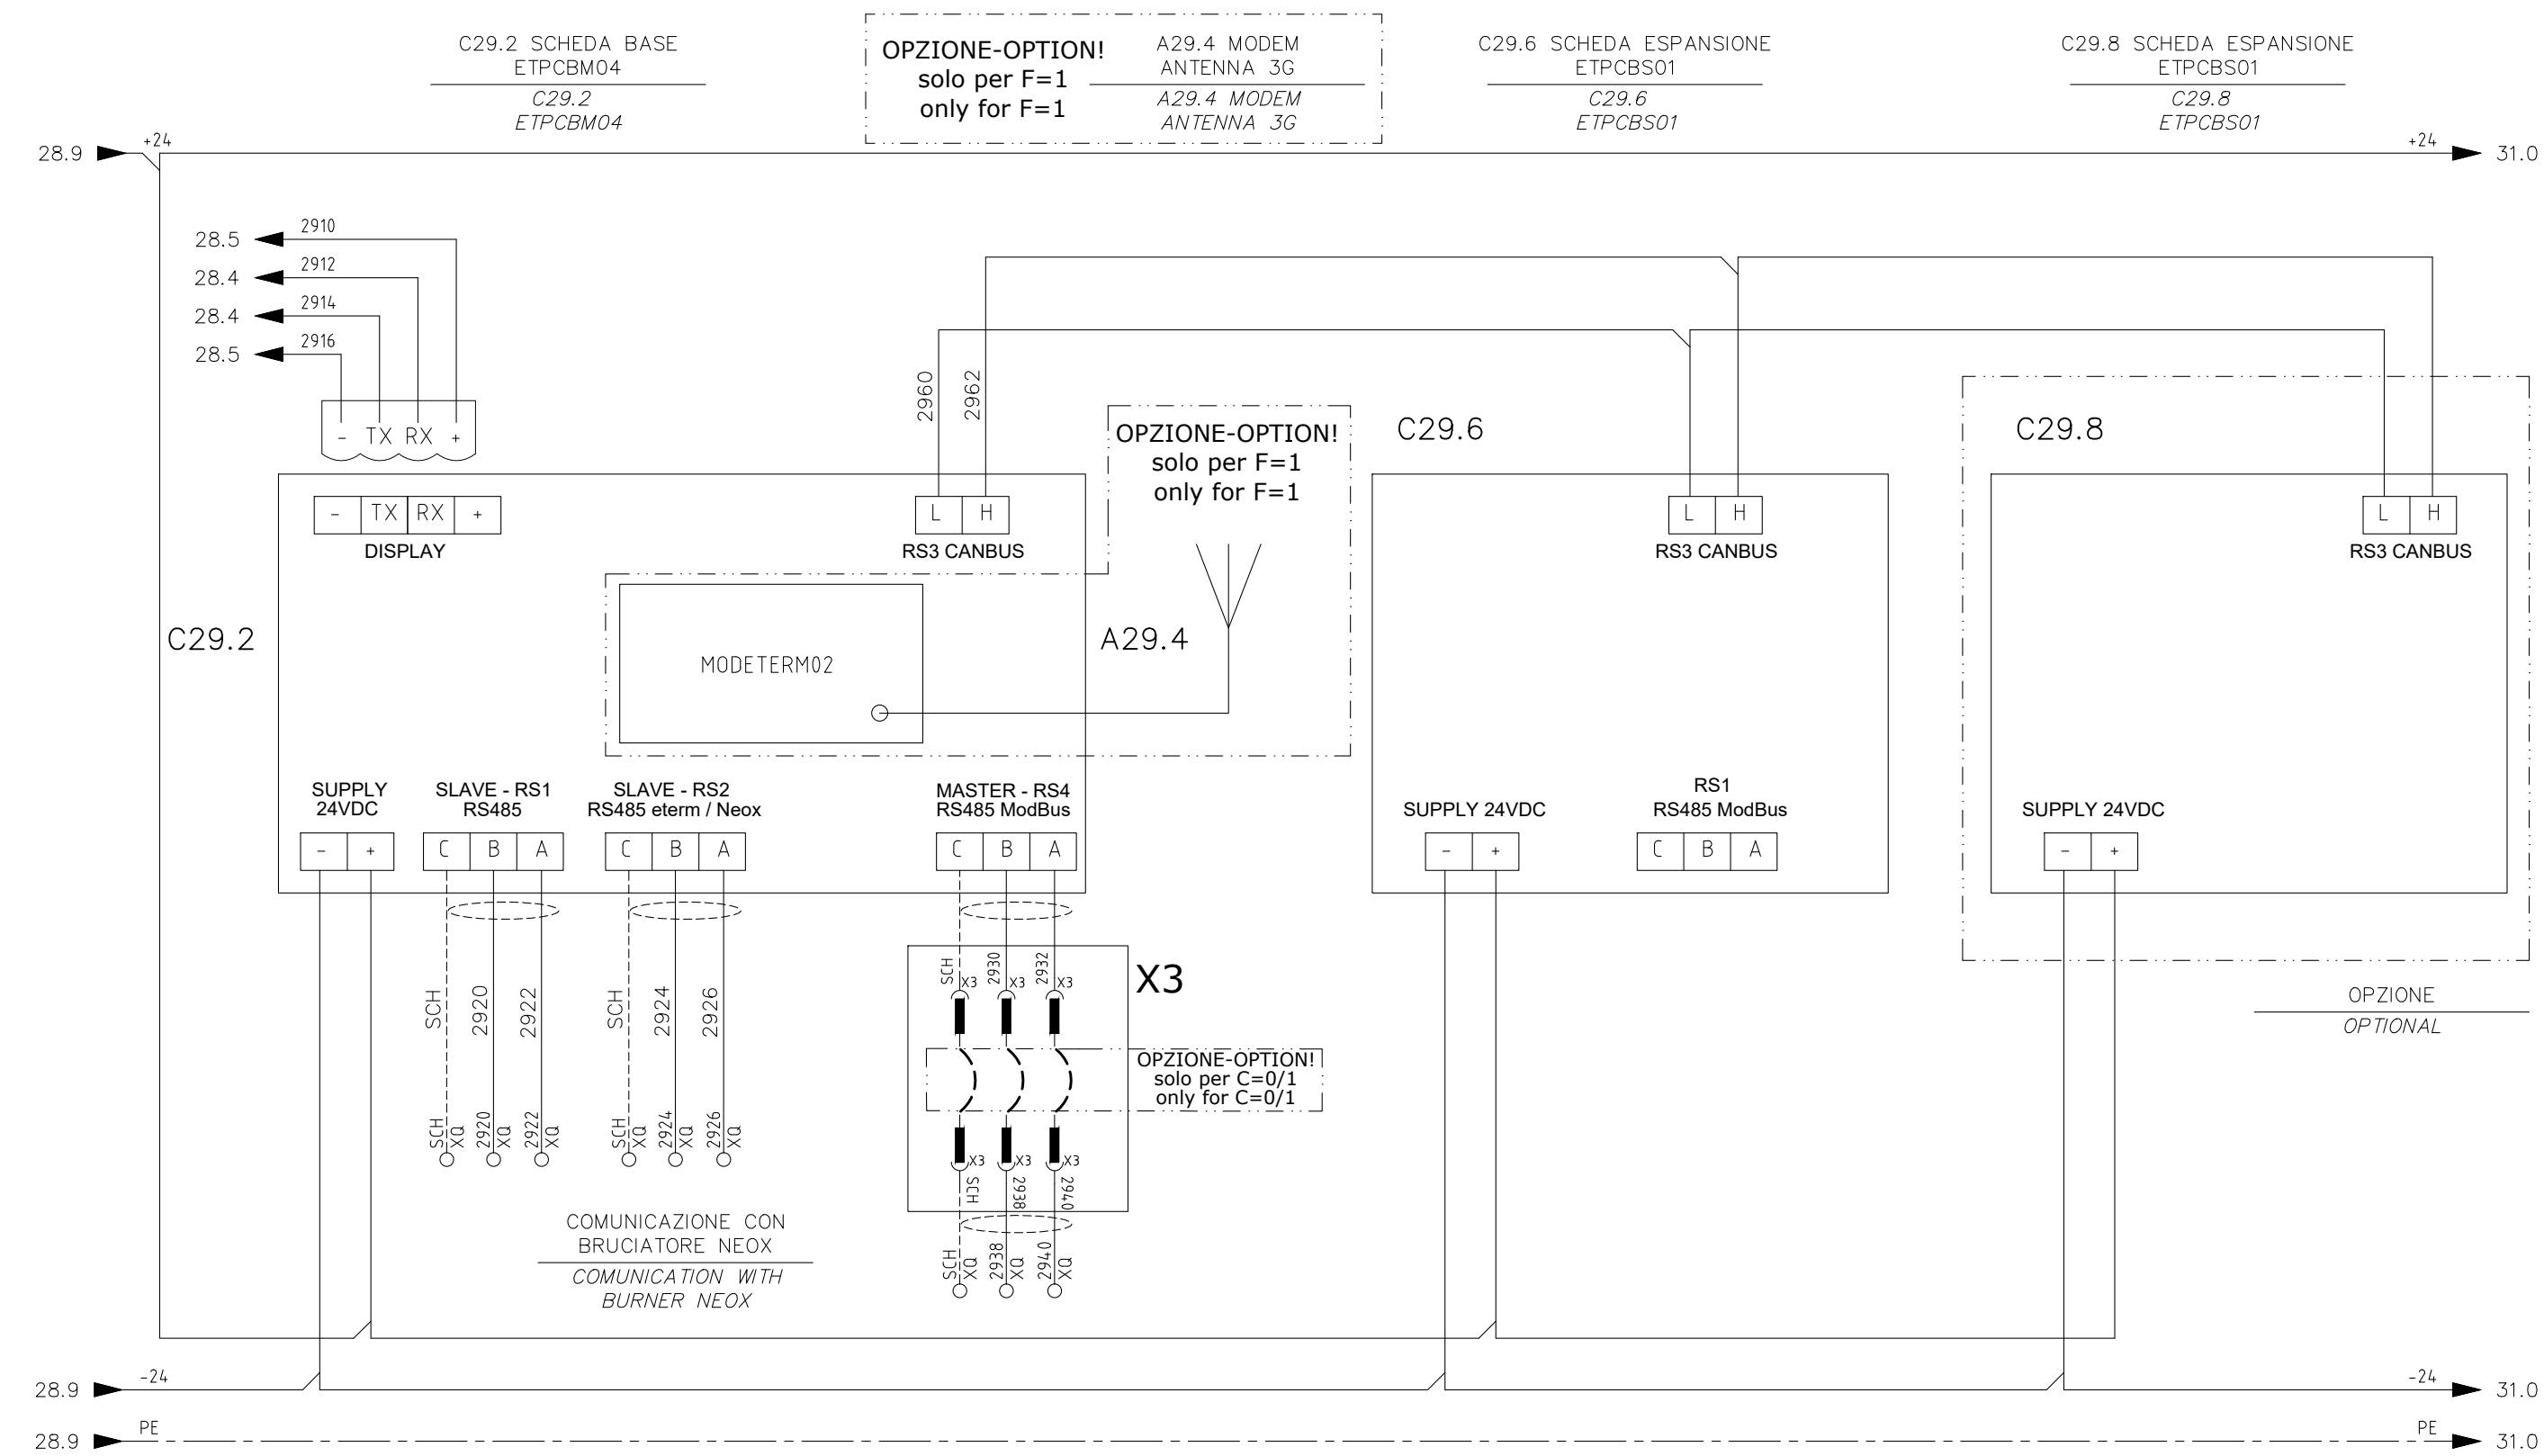 C29.2 SCHEDA BASE
ETPCBM04
C29.2
ETPCBM04
OPZIONE-OPTION!
solo per F=1
only for F=1
A29.4 MODEM
ANTENNA 3G
A29.4 MODEM
ANTENNA 3G
C29.6 SCHEDA ESPANSIONE
ETPCBS01
C29.6
ETPCBS01
C29.8 SCHEDA ESPANSIONE
ETPCBS01
C29.8
ETPCBS01
28.9 +24
+24 31.0
28.5 2910
28.4 2912
28.4 2914
28.5 2916
- TX RX +
2960
2962
OPZIONE-OPTION!
solo per F=1
only for F=1
C29.6
C29.8
- TX RX +
DISPLAY
L H
RS3 CANBUS
L H
RS3 CANBUS
L H
RS3 CANBUS
C29.2
MODETERM02
A29.4
SUPPLY
24VDC
- +
SLAVE - RS1
RS485
C B A
SLAVE - RS2
RS485 eterm / Neox
C B A
MASTER - RS4
RS485 ModBus
C B A
SUPPLY 24VDC
- +
RS1
RS485 ModBus
C B A
SUPPLY 24VDC
- +
SCH
2920
2922
SCH
2924
2926
SCH
2930
2932
X3 X3 X3
X3
OPZIONE
OPTIONAL
OPZIONE-OPTION!
solo per C=0/1
only for C=0/1
SCH
XQ
2920
XQ
2922
XQ
SCH
XQ
2924
XQ
2926
XQ
X3 X3 X3
SCH
2938
2940
SCH
XQ
2938
XQ
2940
XQ
COMUNICAZIONE CON
BRUCIATORE NEOX
COMUNICATION WITH
BURNER NEOX
28.9 -24
-24 31.0
28.9 PE
PE 31.0